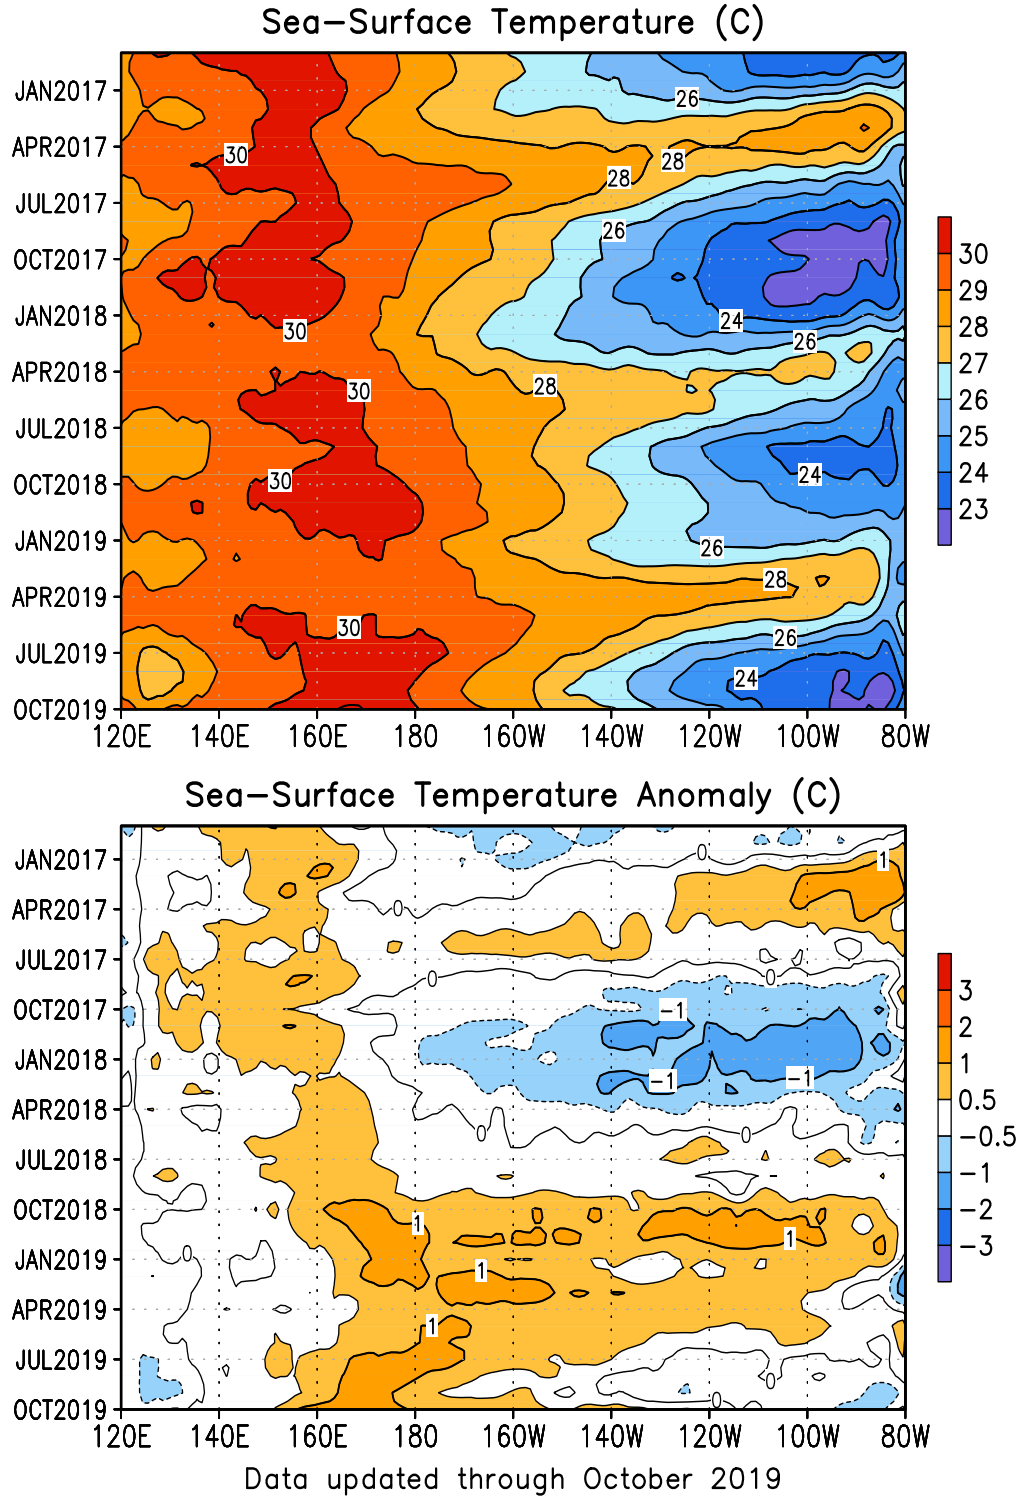 Sea-Surface Temperature (C)
JAN2017
APR2017
JUL2017
OCT2017
JAN2018
APR2018
JUL2018
OCT2018
JAN2019
APR2019
JUL2019
OCT2019
26
30
28
28
26
24
30
26
30
28
30
24
26
28
30
26
24
120E 140E 160E 180 160W 140W 120W 100W 80W
30
29
28
27
26
25
24
23
Sea-Surface Temperature Anomaly (C)
JAN2017
APR2017
JUL2017
OCT2017
JAN2018
APR2018
JUL2018
OCT2018
JAN2019
APR2019
JUL2019
OCT2019
0
1
0
0
0
-1
-1
-1
0
0
1
1
0
1
1
0
0
120E 140E 160E 180 160W 140W 120W 100W 80W
3
2
1
0.5
-0.5
-1
-2
-3
Data updated through October 2019